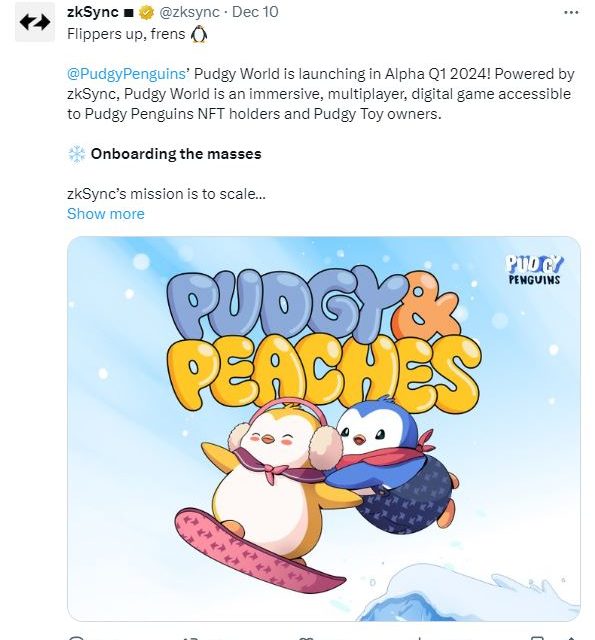 zkSync ∎ @zksync · Dec 10
Flippers up, frens 🐧
@PudgyPenguins' Pudgy World is launching in Alpha Q1 2024! Powered by
zkSync, Pudgy World is an immersive, multiplayer, digital game accessible
to Pudgy Penguins NFT holders and Pudgy Toy owners.
❄️ Onboarding the masses
zkSync's mission is to scale...
Show more
PUDGY
PENGUINS
PUDGY &
PEACHES